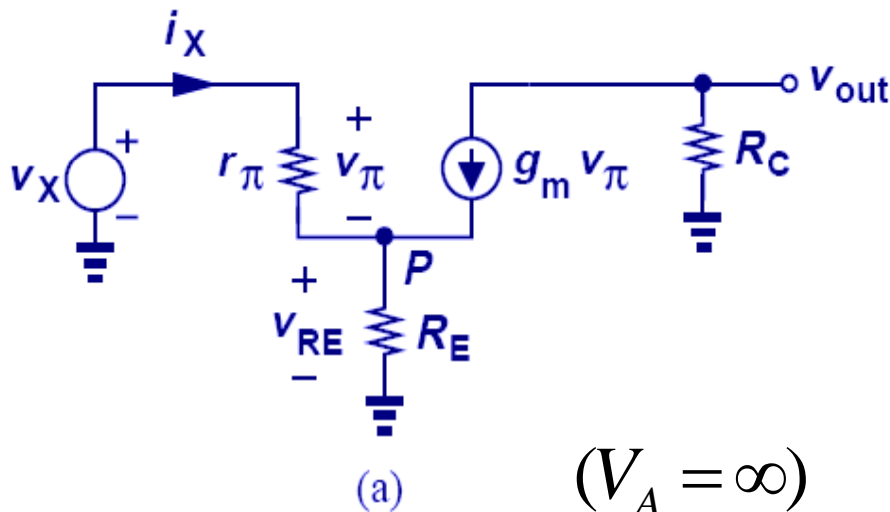 iX
vX + −
rπ
+ vπ −
gm vπ
vout
RC
P
+ vRE −
RE
(a)
(VA = ∞)